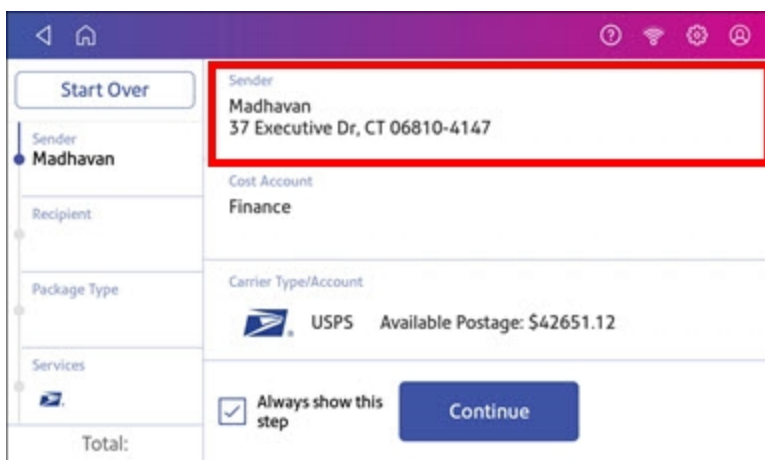 Start Over
Sender
Madhavan
Recipient
Package Type
Services
Total:
Sender
Madhavan
37 Executive Dr, CT 06810-4147
Cost Account
Finance
Carrier Type/Account
USPS Available Postage: $42651.12
Always show this
step
Continue